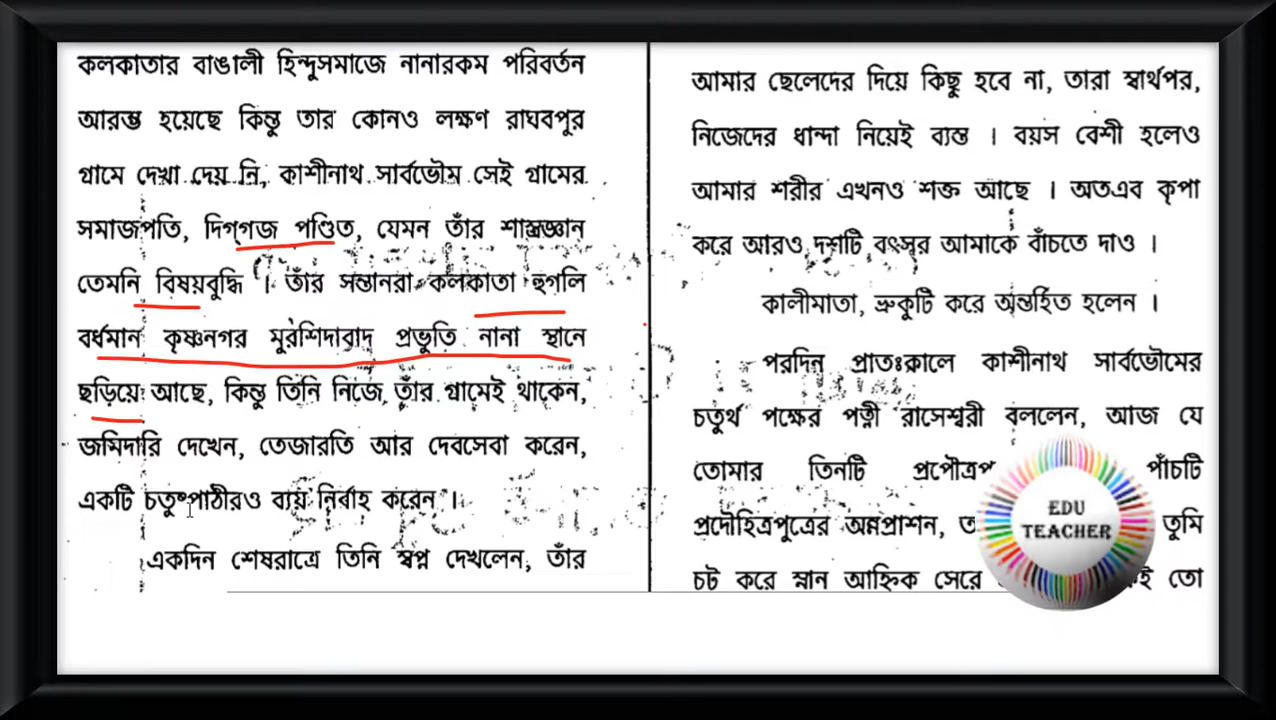 কলকাতার বাঙালী হিন্দুসমাজে নানারকম পরিবর্তন
আরম্ভ হয়েছে কিন্তু তার কোনও লক্ষণ রাঘবপুর
গ্রামে দেখা দেয় নি, কাশীনাথ সার্বভৌম সেই গ্রামের
সমাজপতি, দিগ্‌গজ পণ্ডিত, যেমন তাঁর শাস্ত্রজ্ঞান
তেমনি বিষয়বুদ্ধি । তাঁর সন্তানরা কলকাতা হুগলি
বর্ধমান কৃষ্ণনগর মুরশিদাবাদ প্রভৃতি নানা স্থানে
ছড়িয়ে আছে, কিন্তু তিনি নিজে তাঁর গ্রামেই থাকেন,
জমিদারি দেখেন, তেজারতি আর দেবসেবা করেন,
একটি চতুষ্পাঠীরও ব্যয় নির্বাহ করেন ।
একদিন শেষরাত্রে তিনি স্বপ্ন দেখলেন, তাঁর
আমার ছেলেদের দিয়ে কিছু হবে না, তারা স্বার্থপর,
নিজেদের ধান্দা নিয়েই ব্যস্ত । বয়স বেশী হলেও
আমার শরীর এখনও শক্ত আছে । অতএব কৃপা
করে আরও দশটি বৎসর আমাকে বাঁচতে দাও ।
কালীমাতা, ভ্রুকুটি করে অন্তর্হিত হলেন ।
পরদিন প্রাতঃকালে কাশীনাথ সার্বভৌমের
চতুর্থ পক্ষের পত্নী রাসেশ্বরী বললেন, আজ যে
তোমার তিনটি পাঁচটি
প্রদৌহিত্রপুত্রের অন্নপ্রাশন, তুমি
চট করে স্নান আহ্নিক সেরে তো
EDU
TEACHER